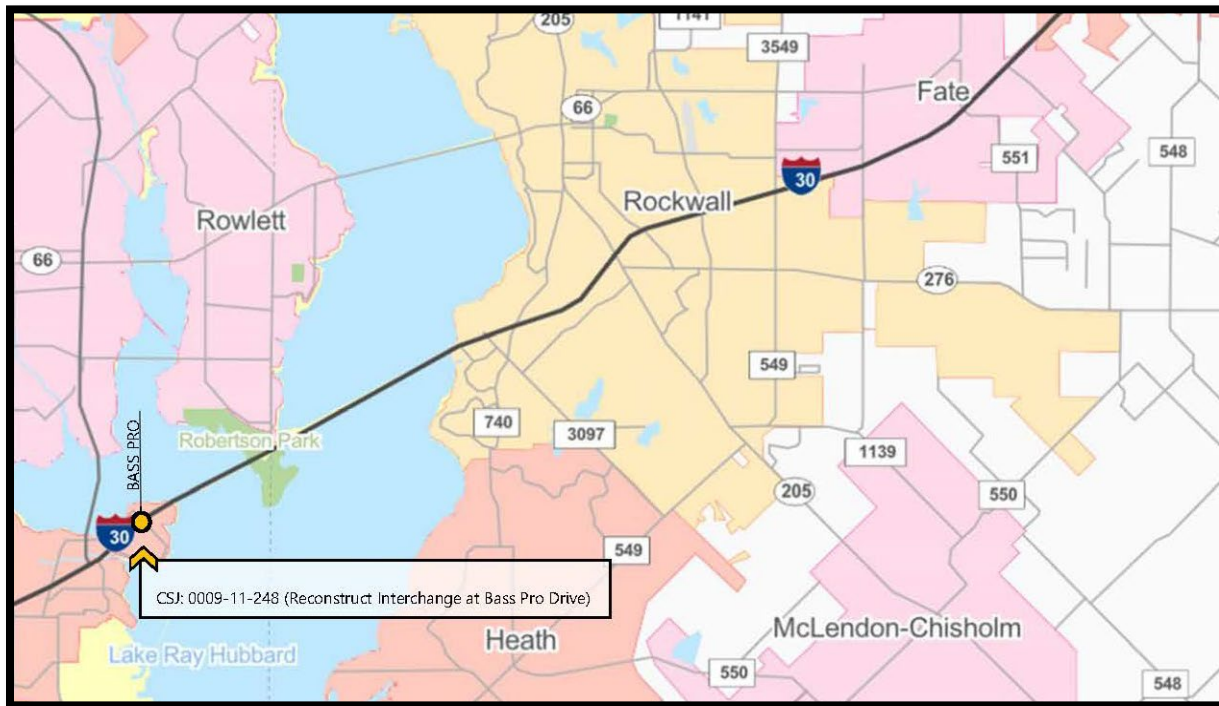 205
1141
3549
66
Fate
551
548
30
Rockwall
Rowlett
66
276
549
740
3097
Robertson Park
BASS PRO
1139
205
550
30
549
CSJ: 0009-11-248 (Reconstruct Interchange at Bass Pro Drive)
Heath
McLendon-Chisholm
Lake Ray Hubbard
550
548